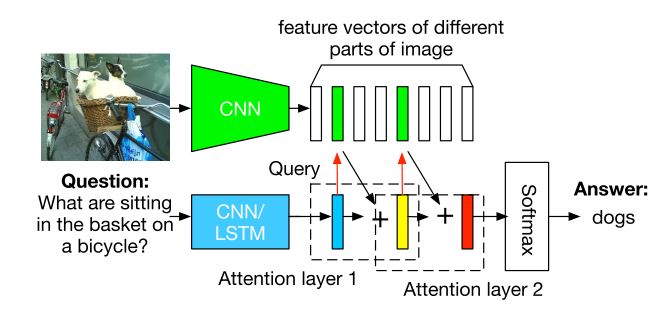 feature vectors of different
parts of image
CNN
Query
Question:
What are sitting
in the basket on
a bicycle?
CNN/
LSTM
+
+
Softmax
Answer:
dogs
Attention layer 1
Attention layer 2